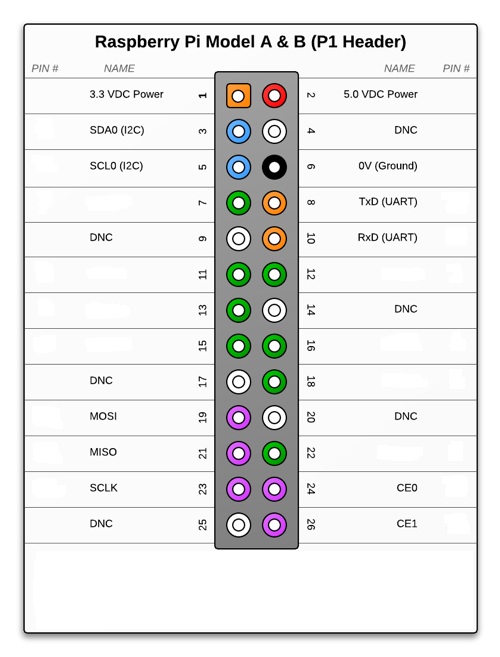 Raspberry Pi Model A & B (P1 Header)
PIN # NAME NAME PIN #
3.3 VDC Power 1 2 5.0 VDC Power
SDA0 (I2C) 3 4 DNC
SCL0 (I2C) 5 6 0V (Ground)
7 8 TxD (UART)
DNC 9 10 RxD (UART)
11 12
13 14 DNC
15 16
DNC 17 18
MOSI 19 20 DNC
MISO 21 22
SCLK 23 24 CE0
DNC 25 26 CE1